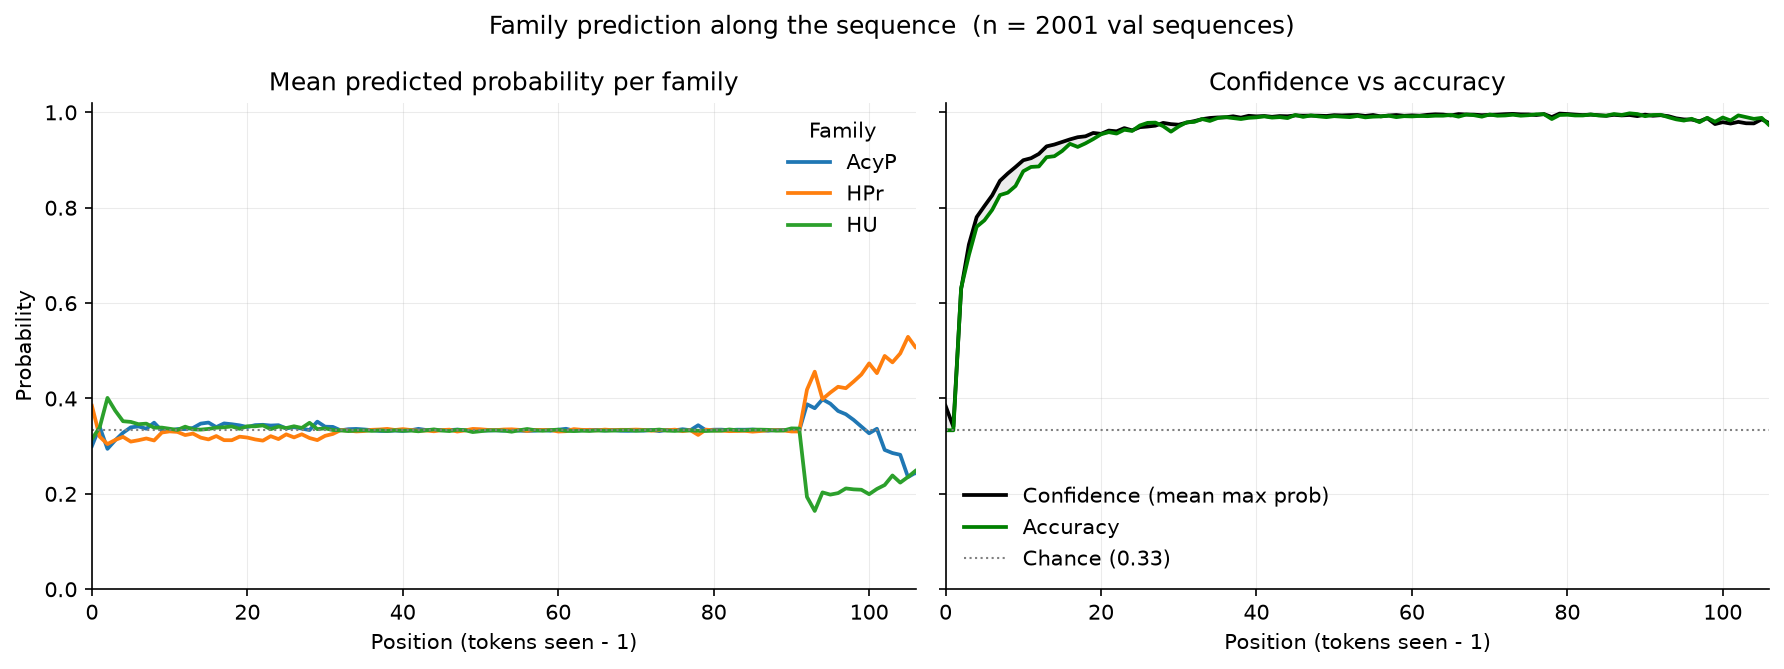 Family prediction along the sequence  (n = 2001 val sequences)
Mean predicted probability per family
Probability
1.0
0.8
0.6
0.4
0.2
0.0
Family
AcyP
HPr
HU
0 20 40 60 80 100
Position (tokens seen - 1)
Confidence vs accuracy
Confidence (mean max prob)
Accuracy
Chance (0.33)
0 20 40 60 80 100
Position (tokens seen - 1)